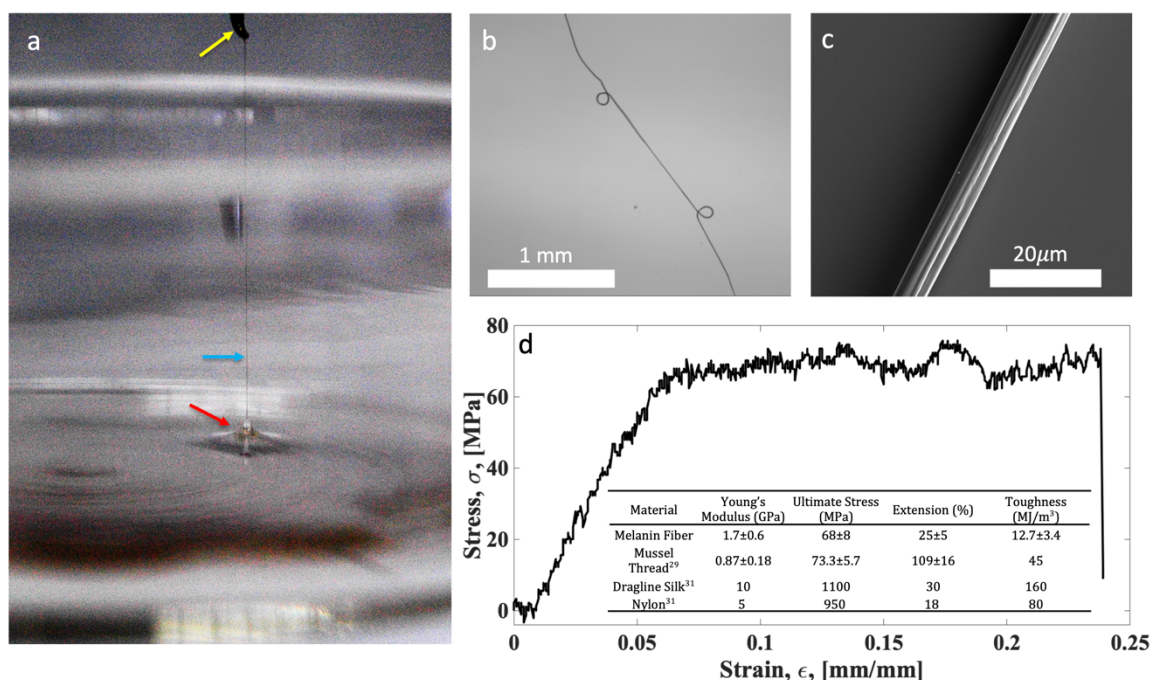 a
b
1 mm
c
20μm
d
80
60
40
20
0
Stress, σ, [MPa]
Material Young's Modulus (GPa) Ultimate Stress (MPa) Extension (%) Toughness (MJ/m³)
Melanin Fiber 1.7±0.6 68±8 25±5 12.7±3.4
Mussel Thread²⁹ 0.87±0.18 73.3±5.7 109±16 45
Dragline Silk³¹ 10 1100 30 160
Nylon³¹ 5 950 18 80
0 0.05 0.1 0.15 0.2 0.25
Strain, ϵ, [mm/mm]